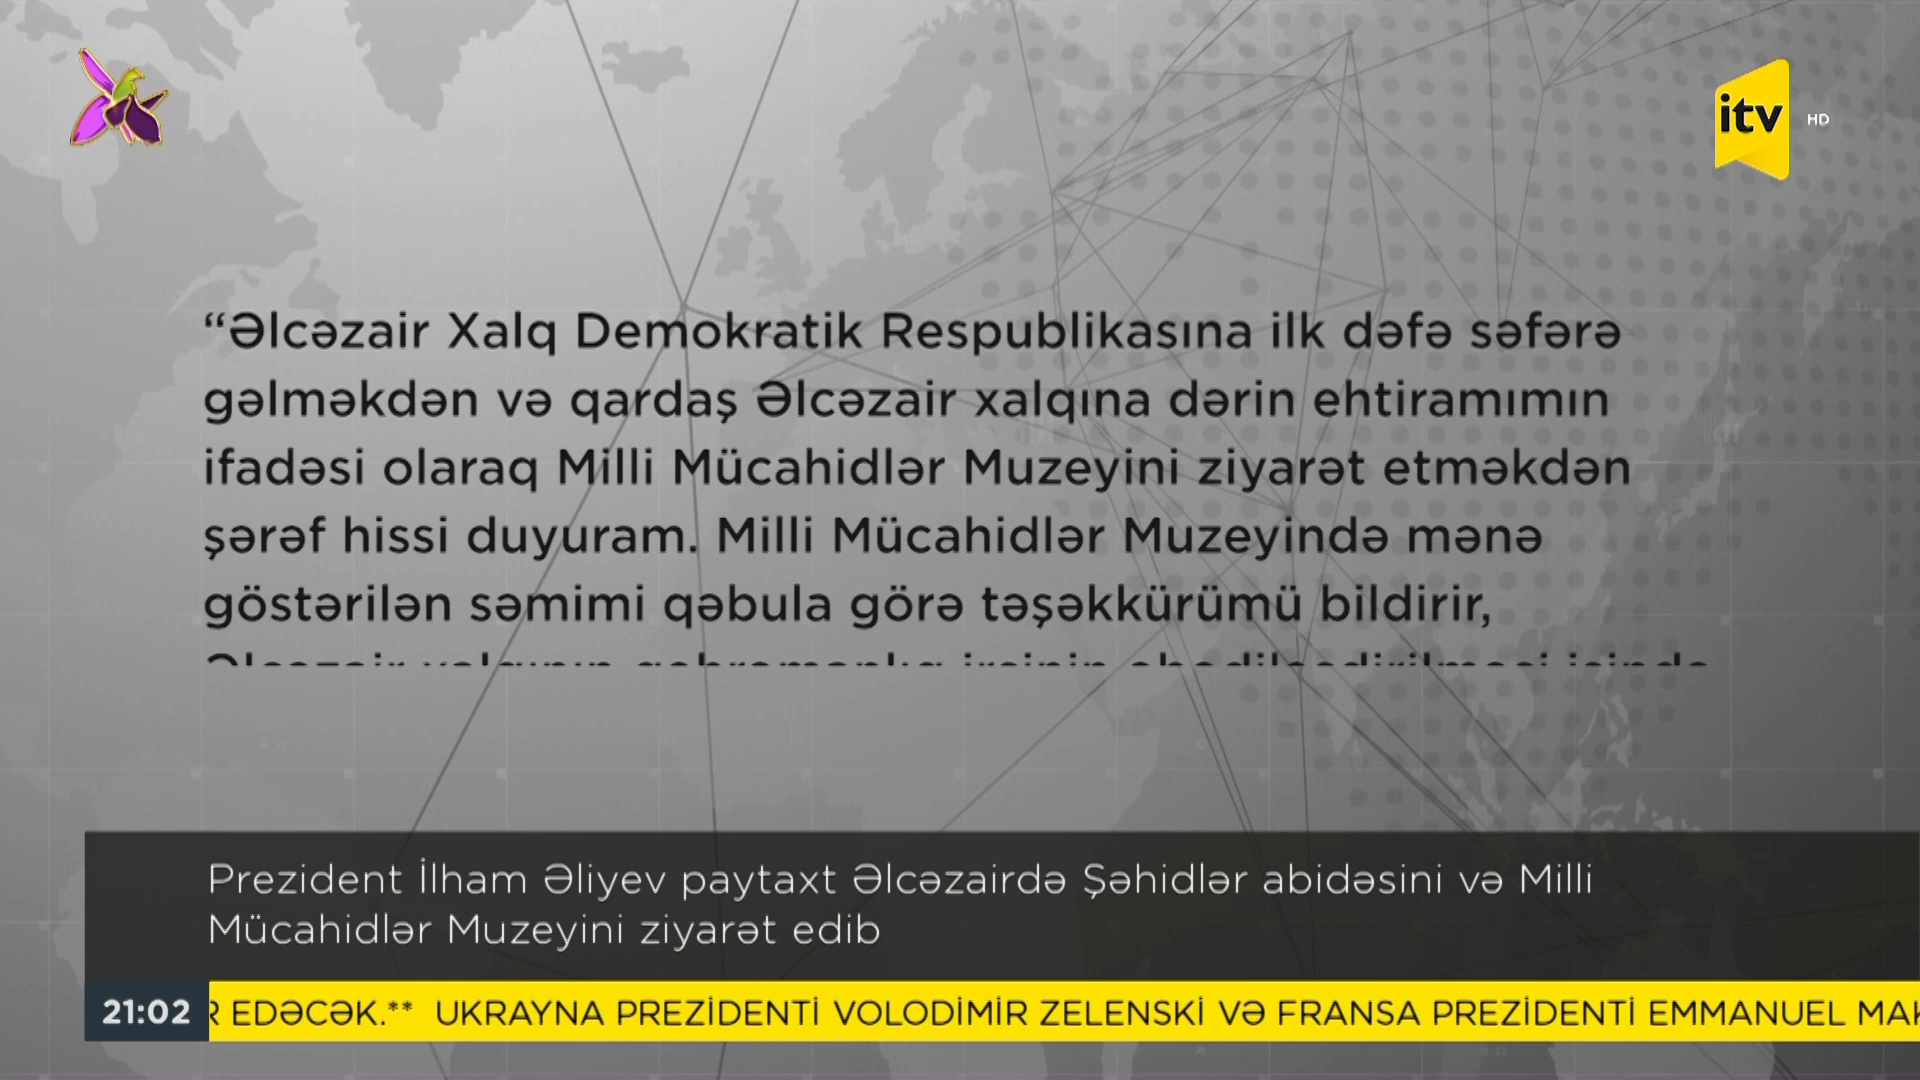 itv HD
“Əlcəzair Xalq Demokratik Respublikasına ilk dəfə səfərə
gəlməkdən və qardaş Əlcəzair xalqına dərin ehtiramımın
ifadəsi olaraq Milli Mücahidlər Muzeyini ziyarət etməkdən
şərəf hissi duyuram. Milli Mücahidlər Muzeyində mənə
göstərilən səmimi qəbula görə təşəkkürümü bildirir,
Prezident İlham Əliyev paytaxt Əlcəzairdə Şəhidlər abidəsini və Milli
Mücahidlər Muzeyini ziyarət edib
21:02 R EDƏCƏK.** UKRAYNA PREZİDENTİ VOLODİMİR ZELENSKİ VƏ FRANSA PREZİDENTİ EMMANUEL